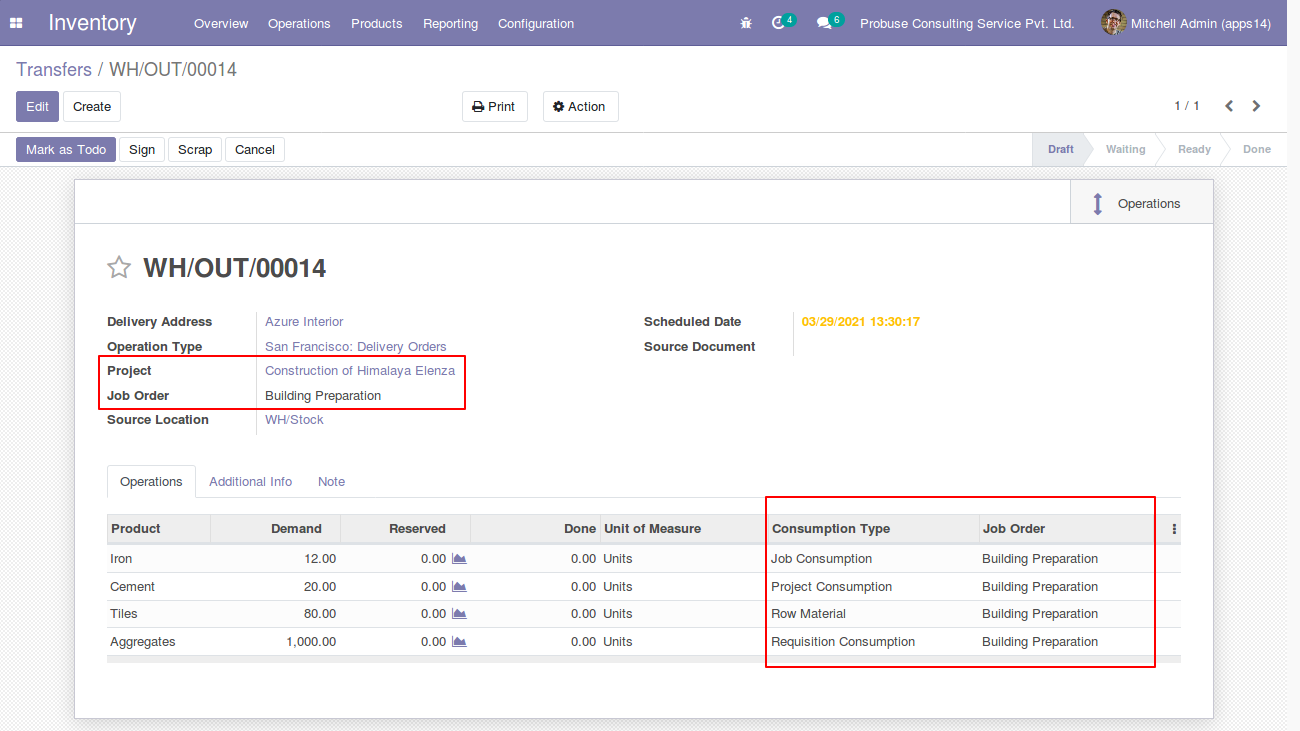 Inventory Overview Operations Products Reporting Configuration 4 6 Probuse Consulting Service Pvt. Ltd. Mitchell Admin (apps14)
Transfers / WH/OUT/00014
Edit Create Print Action 1 / 1
Mark as Todo Sign Scrap Cancel Draft Waiting Ready Done
Operations
WH/OUT/00014
Delivery Address Azure Interior Scheduled Date 03/29/2021 13:30:17
Operation Type San Francisco: Delivery Orders Source Document
Project Construction of Himalaya Elenza
Job Order Building Preparation
Source Location WH/Stock
Operations Additional Info Note
Product Demand Reserved Done Unit of Measure Consumption Type Job Order
Iron 12.00 0.00 0.00 Units Job Consumption Building Preparation
Cement 20.00 0.00 0.00 Units Project Consumption Building Preparation
Tiles 80.00 0.00 0.00 Units Row Material Building Preparation
Aggregates 1,000.00 0.00 0.00 Units Requisition Consumption Building Preparation